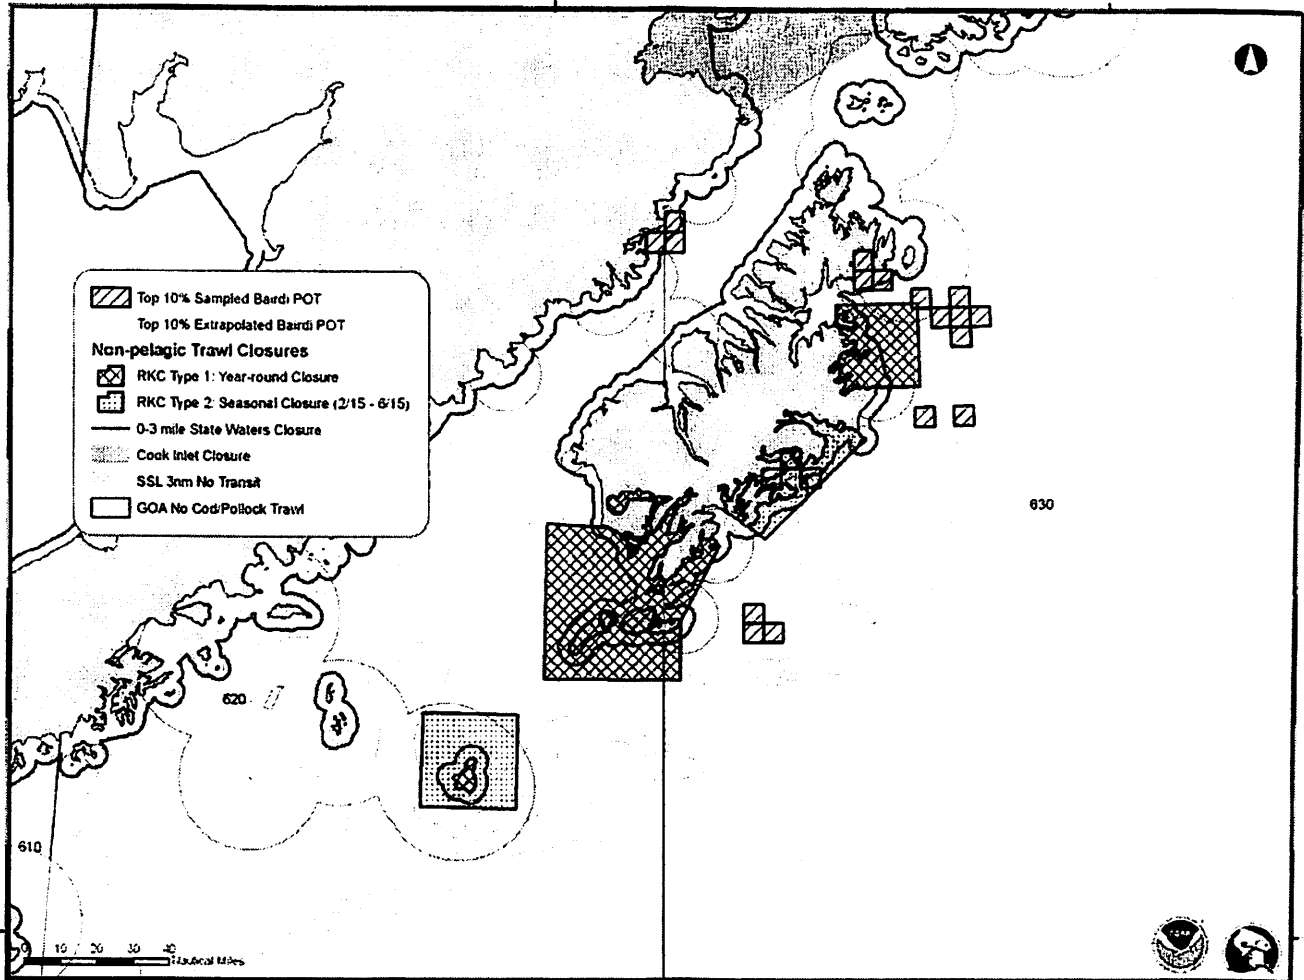 Top 10% Sampled Bairdi POT
Top 10% Extrapolated Bairdi POT
Non-pelagic Trawl Closures
RKC Type 1: Year-round Closure
RKC Type 2: Seasonal Closure (2/15 - 6/15)
0-3 mile State Waters Closure
Cook Inlet Closure
SSL 3nm No Transit
GOA No Cod/Pollock Trawl
630
620
610
0 10 20 30 40
Nautical Miles